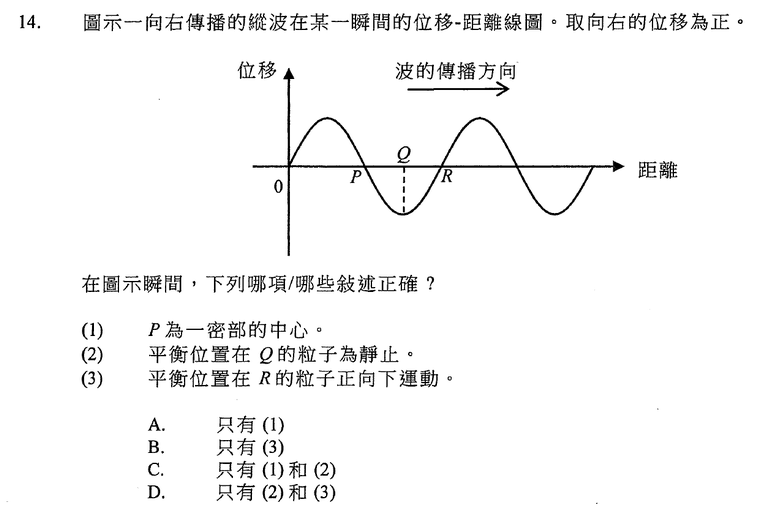 14. 圖示一向右傳播的縱波在某一瞬間的位移-距離線圖。取向右的位移為正。
位移
波的傳播方向
Q
P
R
距離
0
在圖示瞬間，下列哪項/哪些敍述正確？
(1) P 為一密部的中心。
(2) 平衡位置在 Q 的粒子為靜止。
(3) 平衡位置在 R 的粒子正向下運動。
A. 只有 (1)
B. 只有 (3)
C. 只有 (1) 和 (2)
D. 只有 (2) 和 (3)